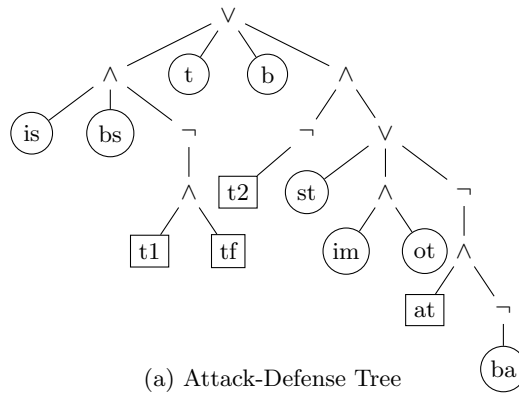 ∨
∧ t b ∧
is bs ¬ ¬ ∨
∧ t2 st ∧ ¬
t1 tf im ot ∧
at ¬
ba
(a) Attack-Defense Tree